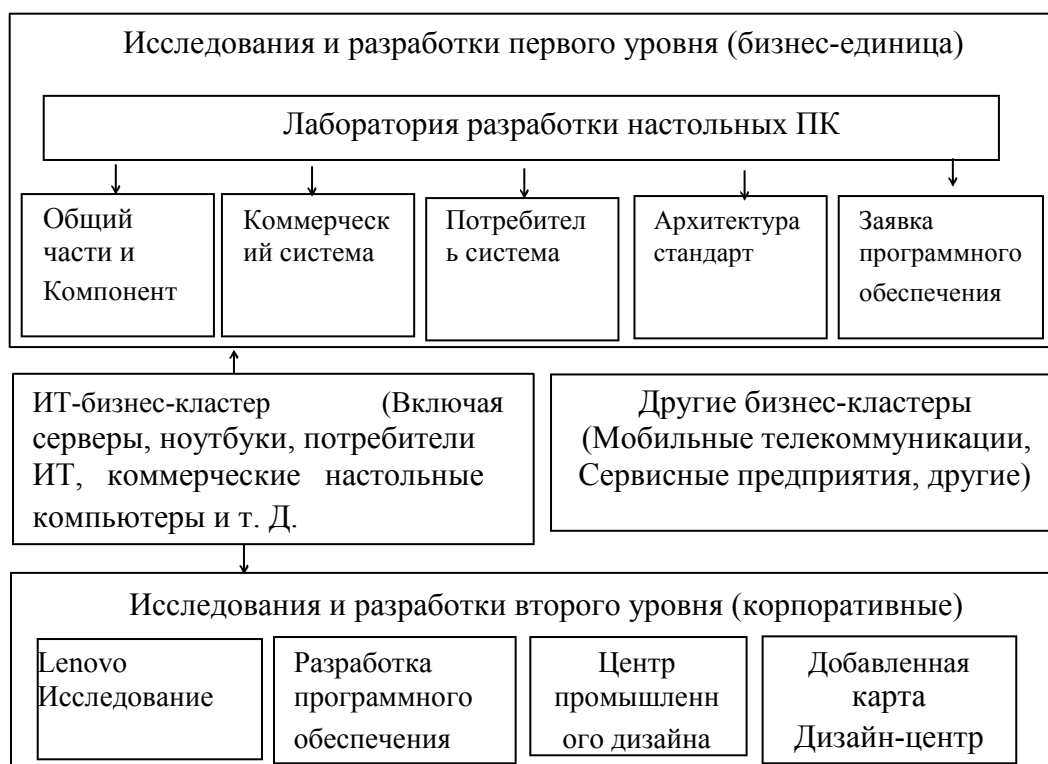 Исследования и разработки первого уровня (бизнес-единица)
Лаборатория разработки настольных ПК
Общий
части и
Компонент
Коммерческ
ий система
Потребител
ь система
Архитектура
стандарт
Заявка
программного
обеспечения
ИТ-бизнес-кластер (Включая
серверы, ноутбуки, потребители
ИТ, коммерческие настольные
компьютеры и т. Д.
Другие бизнес-кластеры
(Мобильные телекоммуникации,
Сервисные предприятия, другие)
Исследования и разработки второго уровня (корпоративные)
Lenovo
Исследование
Разработка
программного
обеспечения
Центр
промышленн
ого дизайна
Добавленная
карта
Дизайн-центр